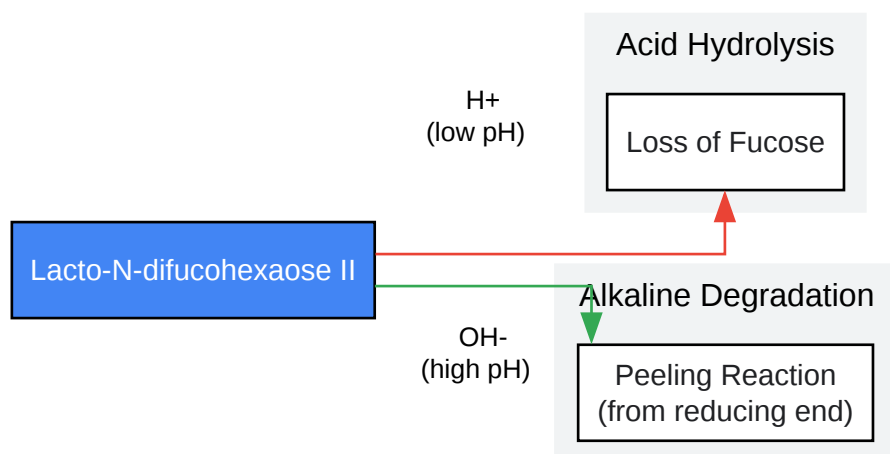 Acid Hydrolysis
H+
(low pH)
Loss of Fucose
Lacto-N-difucohexaose II
Alkaline Degradation
OH-
(high pH)
Peeling Reaction
(from reducing end)